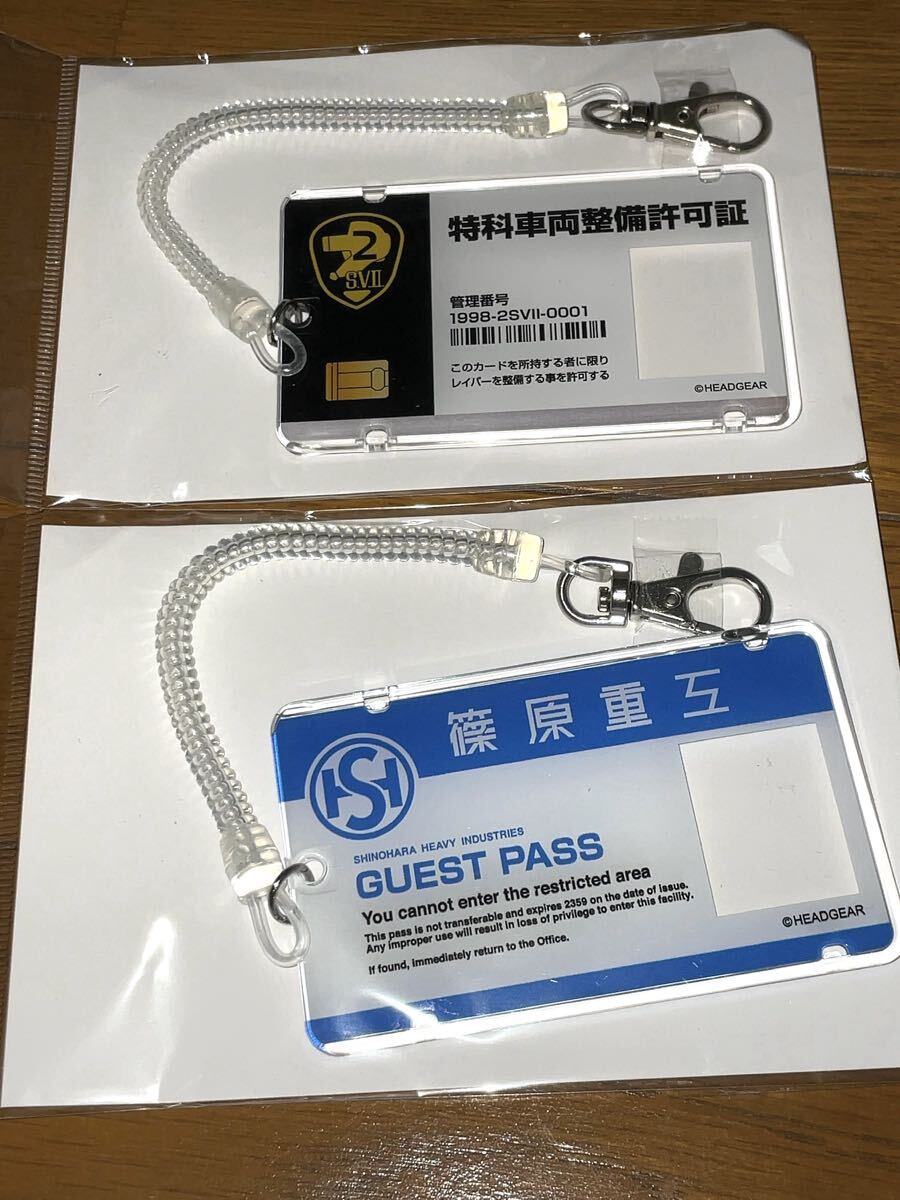 2
S.V.II.
特科車両整備許可証
管理番号
1998-2SVII-0001
このカードを所持する者に限り
レイバーを整備する事を許可する
©HEADGEAR
篠原重工
HSH
SHINOHARA HEAVY INDUSTRIES
GUEST PASS
You cannot enter the restricted area
This pass is not transferable and expires 2359 on the date of issue.
Any improper use will result in loss of privilege to enter this facility.
If found, immediately return to the Office.
©HEADGEAR